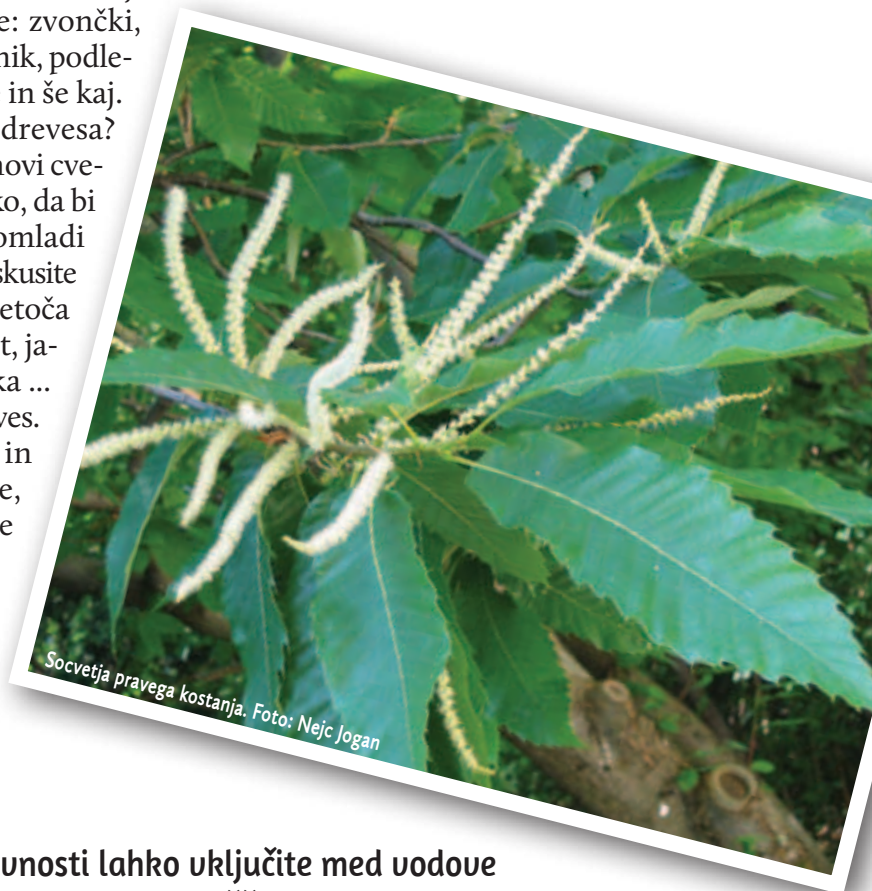 e: zvončki,
nik, podle-
in še kaj.
drevesa?
novi cve-
ko, da bi
omladi
skusite
etoča
t, ja-
ka ...
ves.
in
e,
e
Socvetja pravega kostanja. Foto: Nejc Jogan
vnosti lahko vključite med vodove